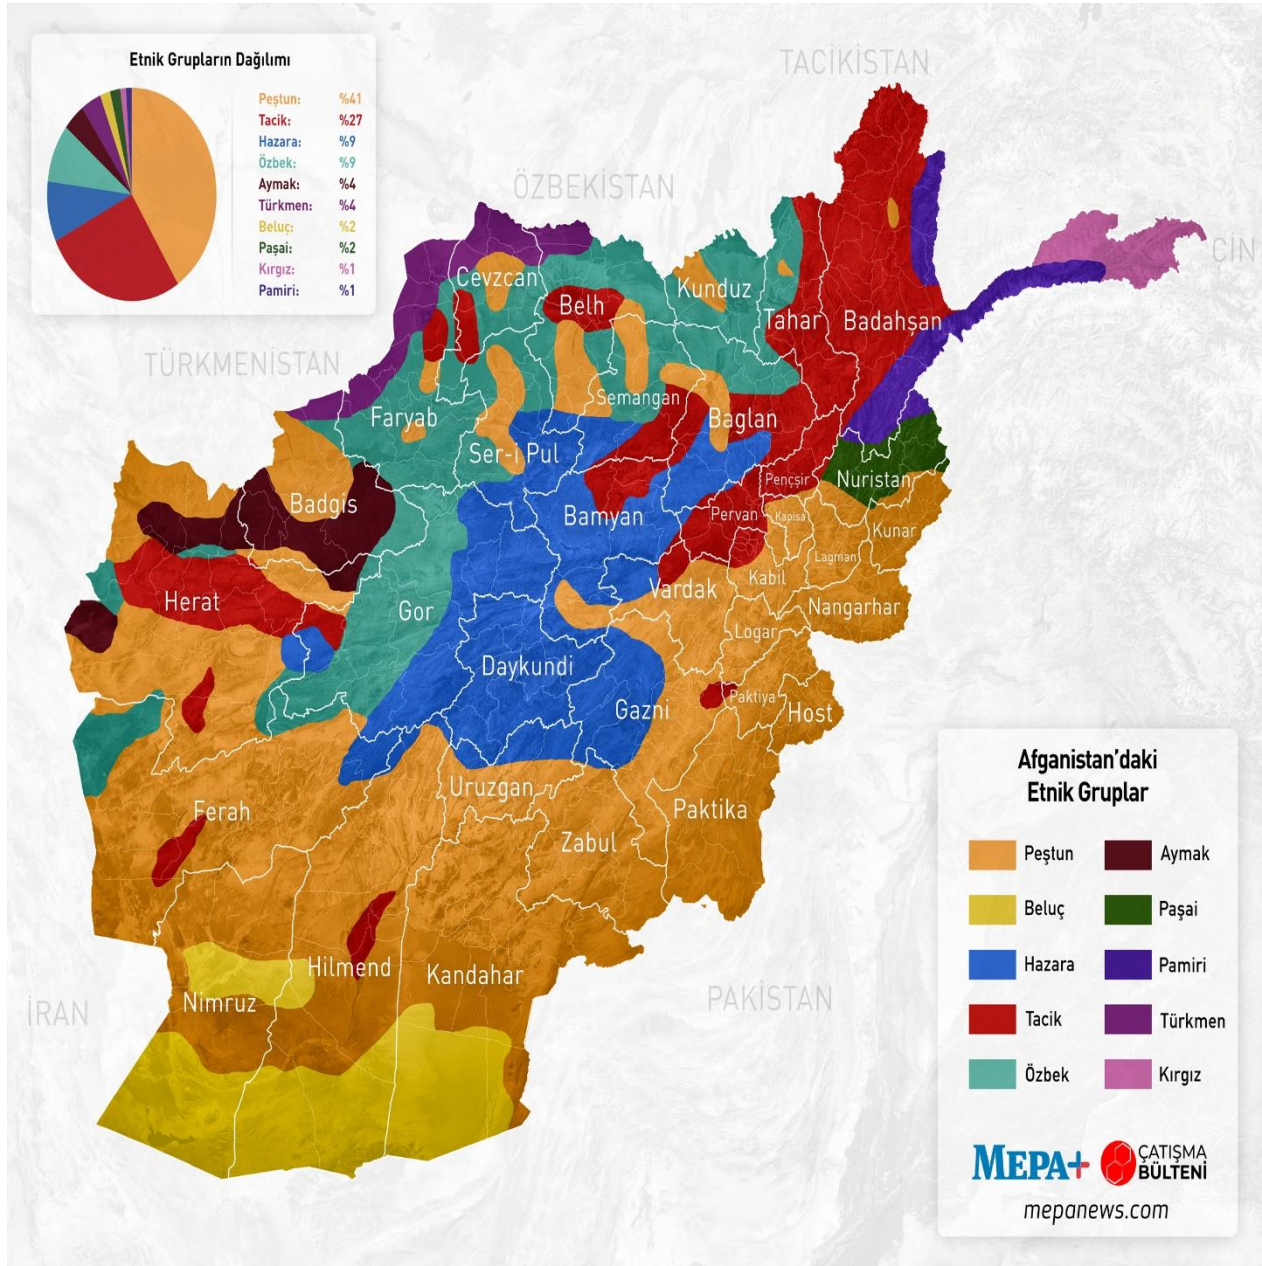 Etnik Grupların Dağılımı
Peştun: %41
Tacik: %27
Hazara: %9
Özbek: %9
Aymak: %4
Türkmen: %4
Beluç: %2
Paşai: %2
Kırgız: %1
Pamiri: %1
TACİKİSTAN
ÖZBEKİSTAN
ÇİN
TÜRKMENİSTAN
Cevzcan
Belh
Kunduz
Tahar
Badahşan
Faryab
Semangan
Baglan
Ser-i Pul
Badgis
Pençşir
Nuristan
Bamyan
Pervan
Kapisa
Kunar
Lagman
Herat
Gor
Vardak
Kabil
Nangarhar
Logar
Daykundi
Gazni
Paktiya
Host
Uruzgan
Ferah
Paktika
Zabul
Hilmend
Kandahar
Nimruz
İRAN
PAKİSTAN
Afganistan'daki
Etnik Gruplar
Peştun
Aymak
Beluç
Paşai
Hazara
Pamiri
Tacik
Türkmen
Özbek
Kırgız
MEPA+
ÇATIŞMA
BÜLTENİ
mepanews.com